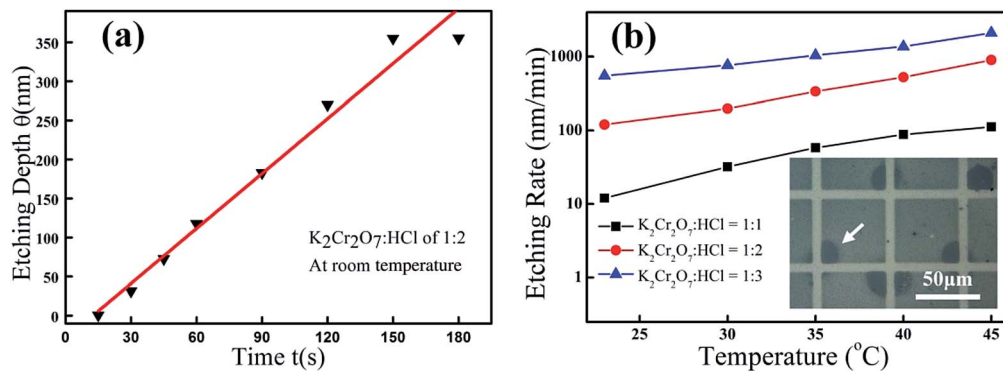 (a)
Etching Depth θ(nm)
350
300
250
200
150
100
50
0
K₂Cr₂O₇:HCl of 1:2
At room temperature
0 30 60 90 120 150 180
Time t(s)
(b)
Etching Rate (nm/min)
1000
100
10
1
K₂Cr₂O₇:HCl = 1:1
K₂Cr₂O₇:HCl = 1:2
K₂Cr₂O₇:HCl = 1:3
50μm
25 30 35 40 45
Temperature (°C)